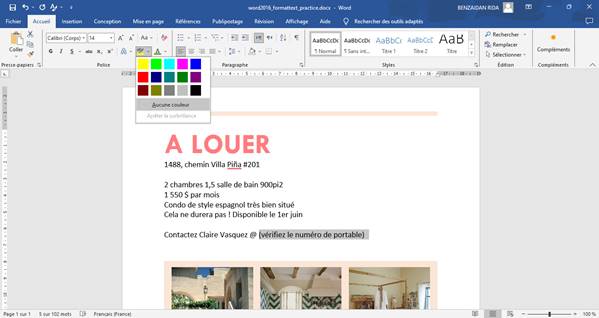 word2016_formattext_practice.docx - Word
BENZAIDAN RIDA
Fichier Accueil Insertion Conception Mise en page Références Publipostage Révision Affichage Aide Rechercher des outils adaptés
Coller
Calibri (Corps) 14 A A Aa
AaBbCcDc AaBbCcDc AaBbC AaBbCcC
¶ Normal ¶ Sans int... Titre 1 Titre 2
Rechercher
Remplacer
Sélectionner
Compléments
Presse-papiers Police Paragraphe Styles Édition Compléments
Aucune couleur
Arrêter la surbrillance
A LOUER
1488, chemin Villa Piña #201
2 chambres 1,5 salle de bain 900pi2
1 550 $ par mois
Condo de style espagnol très bien situé
Cela ne durera pas ! Disponible le 1er juin
Contactez Claire Vasquez @ (vérifiez le numéro de portable)
Page 1 sur 1 5 sur 102 mots Français (France) 100 %